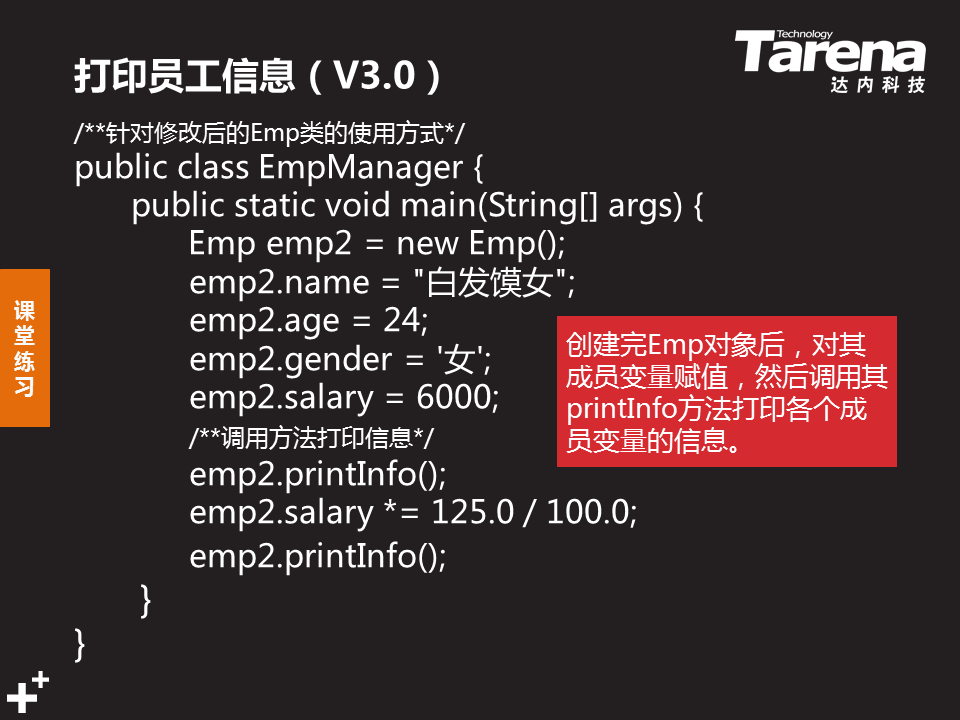 Technology
Tarena
达内科技
打印员工信息（V3.0）
/**针对修改后的Emp类的使用方式*/
public class EmpManager {
public static void main(String[] args) {
Emp emp2 = new Emp();
emp2.name = "白发馍女";
emp2.age = 24;
emp2.gender = '女';
emp2.salary = 6000;
/**调用方法打印信息*/
emp2.printInfo();
emp2.salary *= 125.0 / 100.0;
emp2.printInfo();
}
}
课
堂
练
习
创建完Emp对象后，对其
成员变量赋值，然后调用其
printInfo方法打印各个成
员变量的信息。